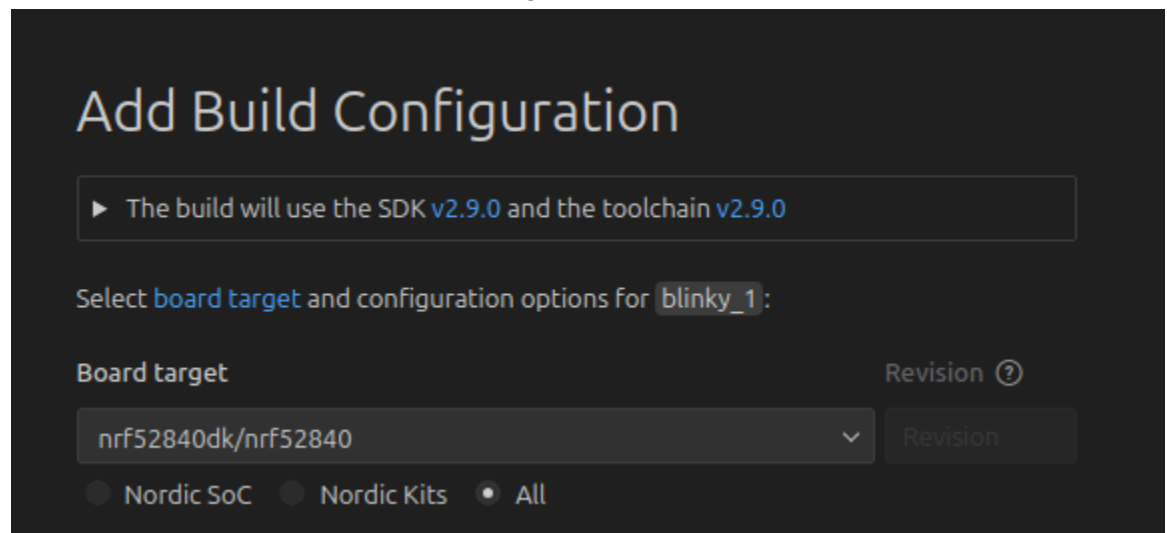 Add Build Configuration
▶ The build will use the SDK v2.9.0 and the toolchain v2.9.0
Select board target and configuration options for blinky_1:
Board target Revision ?
nrf52840dk/nrf52840 Revision
Nordic SoC Nordic Kits All